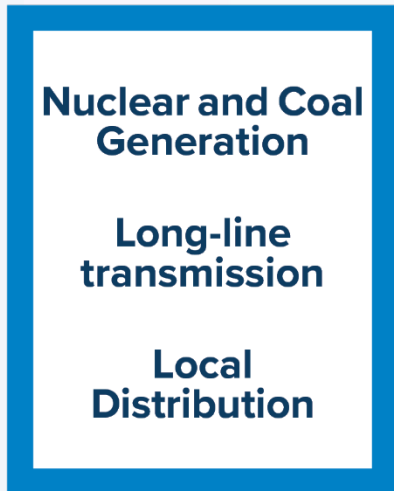 Nuclear and Coal
Generation
Long-line
transmission
Local
Distribution